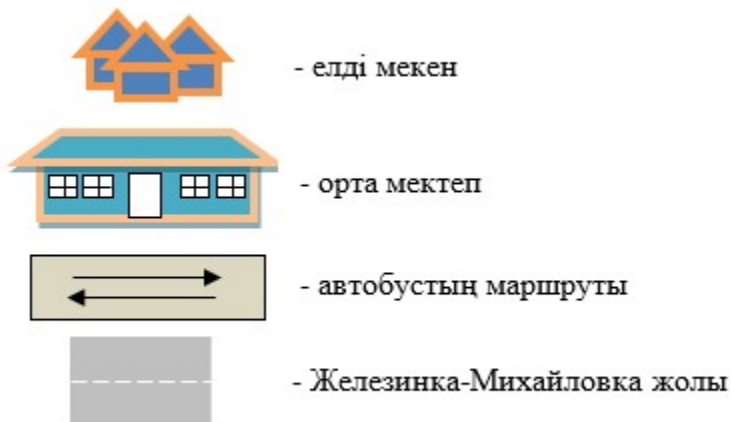 - елді мекен
- орта мектеп
- автобустың маршруты
- Железинка-Михайловка жолы